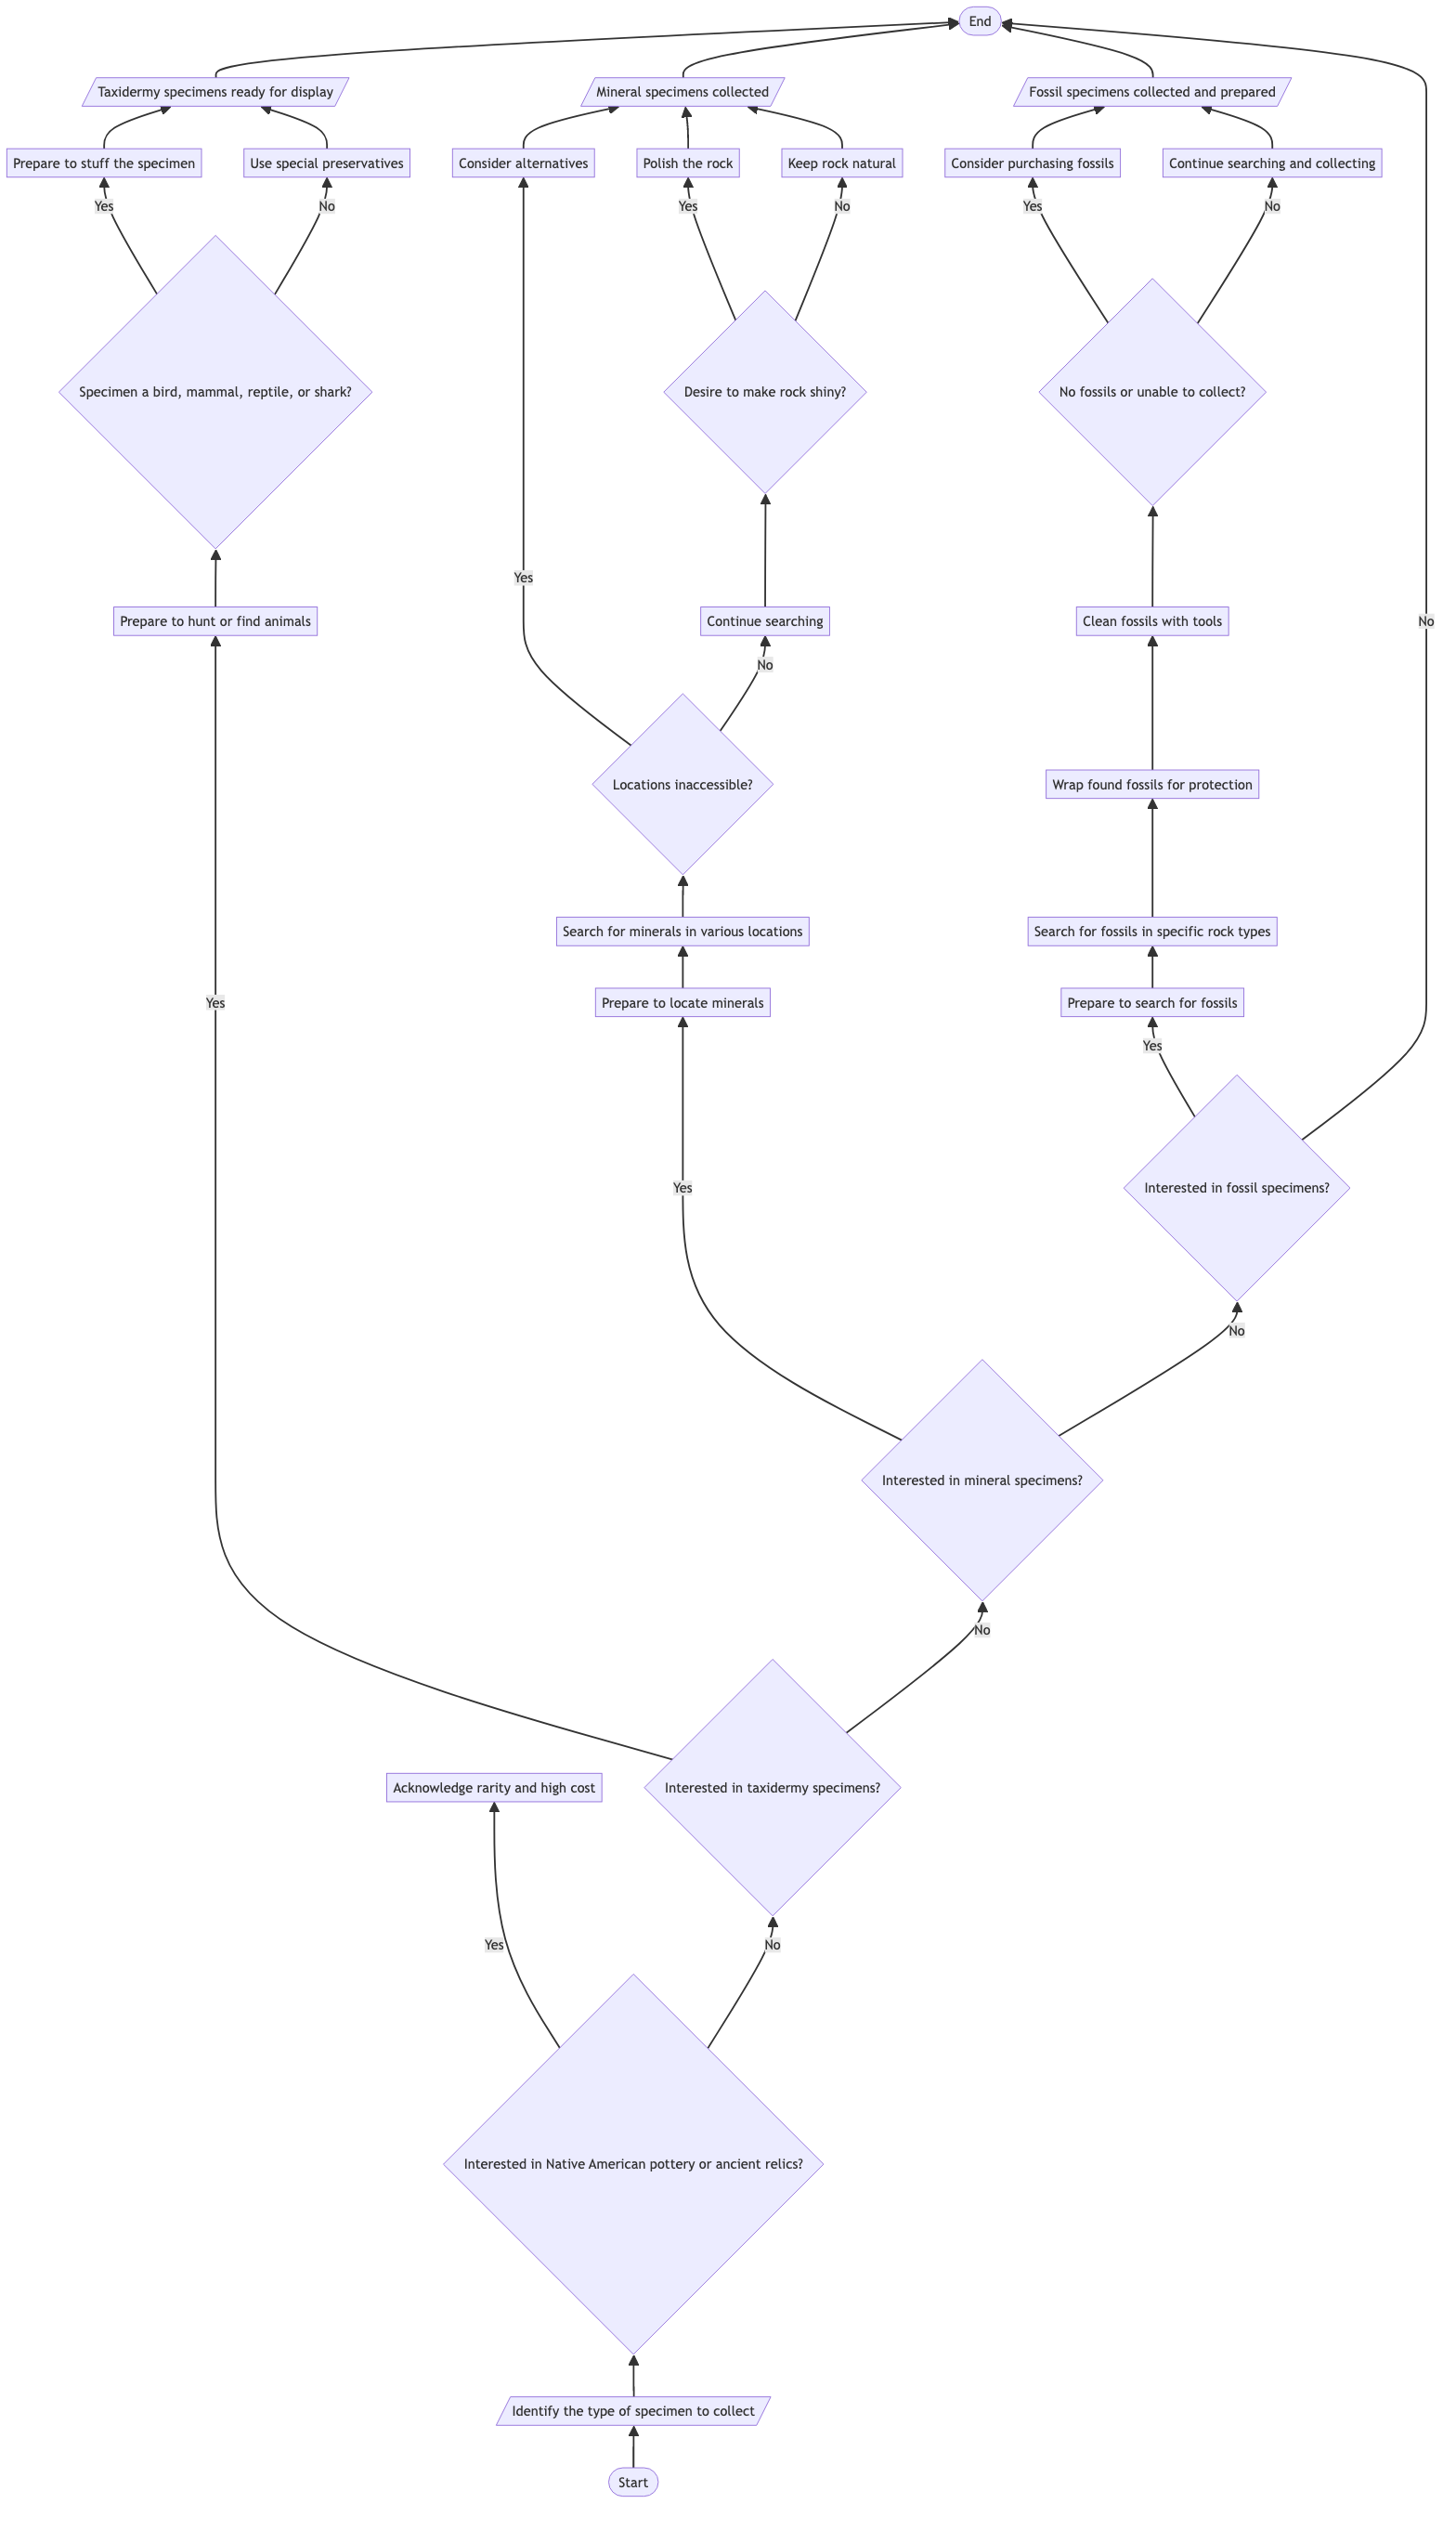 End
Taxidermy specimens ready for display
Mineral specimens collected
Fossil specimens collected and prepared
Prepare to stuff the specimen
Use special preservatives
Consider alternatives
Polish the rock
Keep rock natural
Consider purchasing fossils
Continue searching and collecting
Yes
No
Yes
No
Yes
No
Specimen a bird, mammal, reptile, or shark?
Desire to make rock shiny?
No fossils or unable to collect?
Yes
Prepare to hunt or find animals
Continue searching
Clean fossils with tools
No
No
Locations inaccessible?
Wrap found fossils for protection
Search for minerals in various locations
Search for fossils in specific rock types
Yes
Prepare to locate minerals
Prepare to search for fossils
Yes
Yes
Interested in fossil specimens?
No
Interested in mineral specimens?
No
Acknowledge rarity and high cost
Interested in taxidermy specimens?
Yes
No
Interested in Native American pottery or ancient relics?
Identify the type of specimen to collect
Start